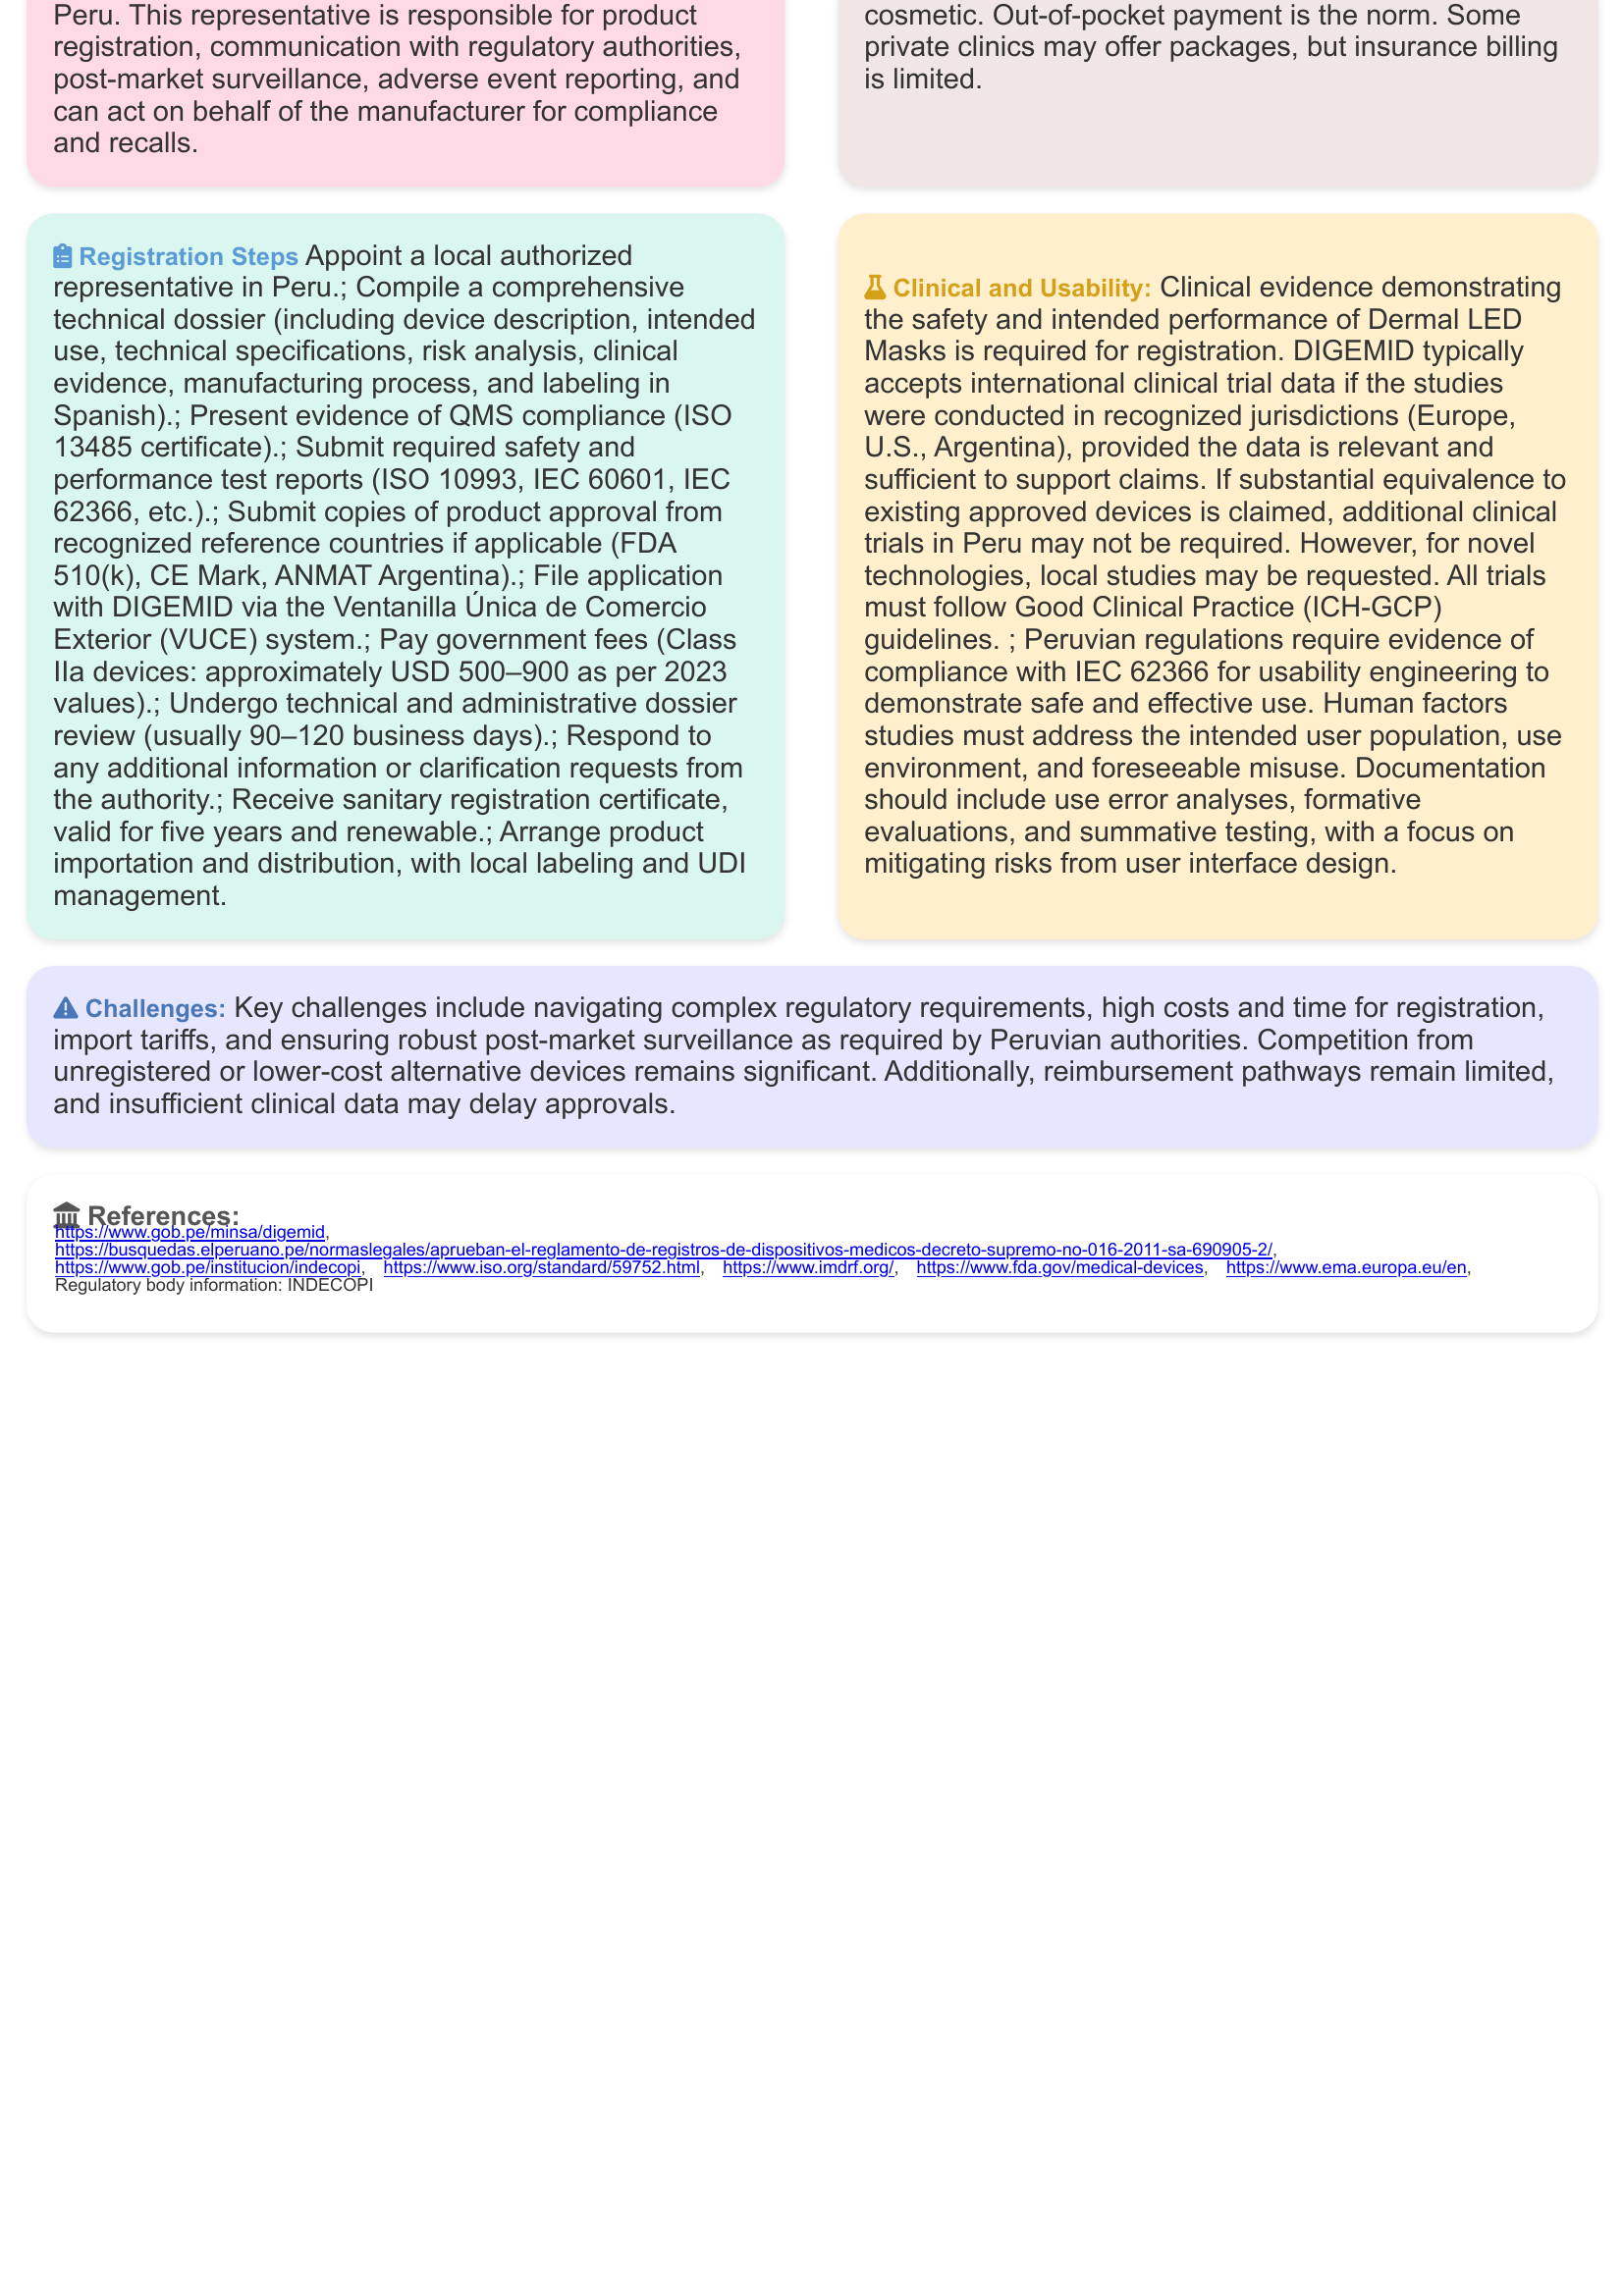 Peru. This representative is responsible for product
registration, communication with regulatory authorities,
post-market surveillance, adverse event reporting, and
can act on behalf of the manufacturer for compliance
and recalls.
cosmetic. Out-of-pocket payment is the norm. Some
private clinics may offer packages, but insurance billing
is limited.
Registration Steps Appoint a local authorized
representative in Peru.; Compile a comprehensive
technical dossier (including device description, intended
use, technical specifications, risk analysis, clinical
evidence, manufacturing process, and labeling in
Spanish).; Present evidence of QMS compliance (ISO
13485 certificate).; Submit required safety and
performance test reports (ISO 10993, IEC 60601, IEC
62366, etc.).; Submit copies of product approval from
recognized reference countries if applicable (FDA
510(k), CE Mark, ANMAT Argentina).; File application
with DIGEMID via the Ventanilla Única de Comercio
Exterior (VUCE) system.; Pay government fees (Class
IIa devices: approximately USD 500–900 as per 2023
values).; Undergo technical and administrative dossier
review (usually 90–120 business days).; Respond to
any additional information or clarification requests from
the authority.; Receive sanitary registration certificate,
valid for five years and renewable.; Arrange product
importation and distribution, with local labeling and UDI
management.
Clinical and Usability: Clinical evidence demonstrating
the safety and intended performance of Dermal LED
Masks is required for registration. DIGEMID typically
accepts international clinical trial data if the studies
were conducted in recognized jurisdictions (Europe,
U.S., Argentina), provided the data is relevant and
sufficient to support claims. If substantial equivalence to
existing approved devices is claimed, additional clinical
trials in Peru may not be required. However, for novel
technologies, local studies may be requested. All trials
must follow Good Clinical Practice (ICH-GCP)
guidelines. ; Peruvian regulations require evidence of
compliance with IEC 62366 for usability engineering to
demonstrate safe and effective use. Human factors
studies must address the intended user population, use
environment, and foreseeable misuse. Documentation
should include use error analyses, formative
evaluations, and summative testing, with a focus on
mitigating risks from user interface design.
Challenges: Key challenges include navigating complex regulatory requirements, high costs and time for registration,
import tariffs, and ensuring robust post-market surveillance as required by Peruvian authorities. Competition from
unregistered or lower-cost alternative devices remains significant. Additionally, reimbursement pathways remain limited,
and insufficient clinical data may delay approvals.
References:
https://www.gob.pe/minsa/digemid,
https://busquedas.elperuano.pe/normaslegales/aprueban-el-reglamento-de-registros-de-dispositivos-medicos-decreto-supremo-no-016-2011-sa-690905-2/,
https://www.gob.pe/institucion/indecopi, https://www.iso.org/standard/59752.html, https://www.imdrf.org/, https://www.fda.gov/medical-devices, https://www.ema.europa.eu/en,
Regulatory body information: INDECOPI